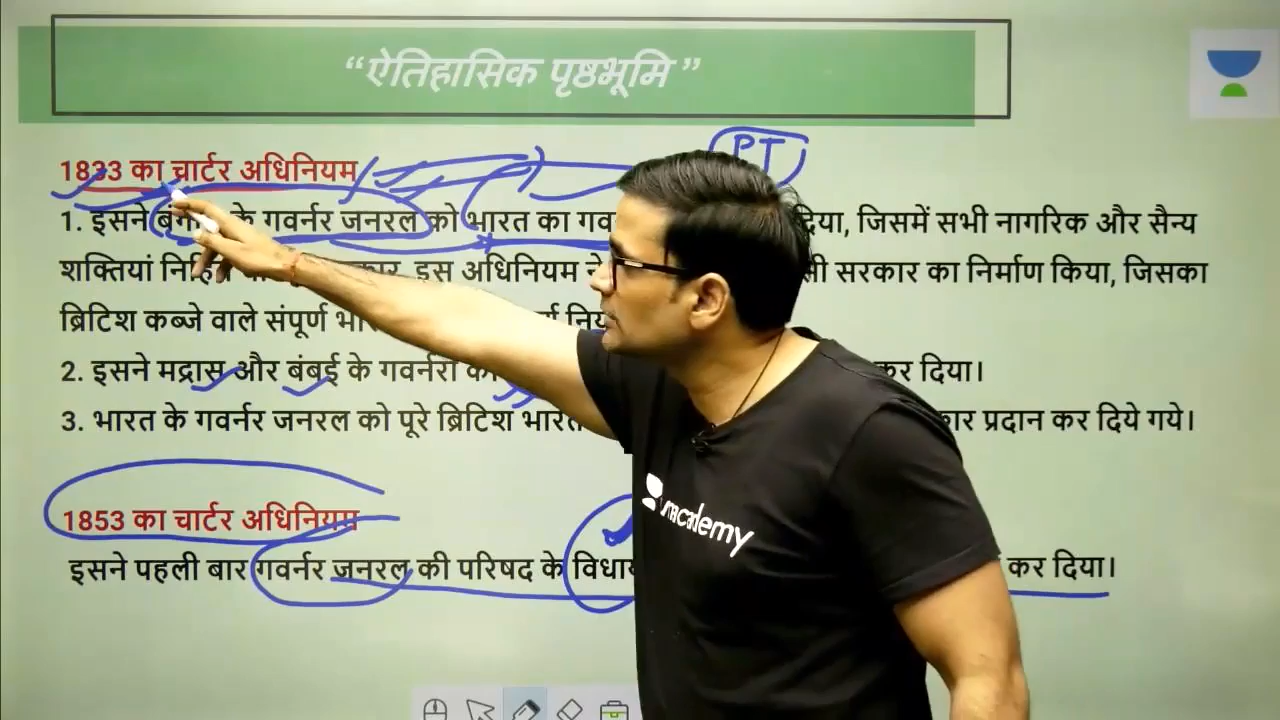 “ऐतिहासिक पृष्ठभूमि”
PT
1833 का चार्टर अधिनियम
1. इसने के गवर्नर जनरल को भारत का दिया, जिसमें सभी नागरिक और सैन्य
शक्तियां इस अधिनियम सरकार का निर्माण किया, जिसका
ब्रिटिश कब्जे वाले संपूर्ण
2. इसने मद्रास और बंबई के गवर्नरों कर दिया।
3. भारत के गवर्नर जनरल को पूरे ब्रिटिश प्रदान कर दिये गये।
unacademy
1853 का चार्टर अधिनियम
इसने पहली बार गवर्नर जनरल की परिषद के कर दिया।